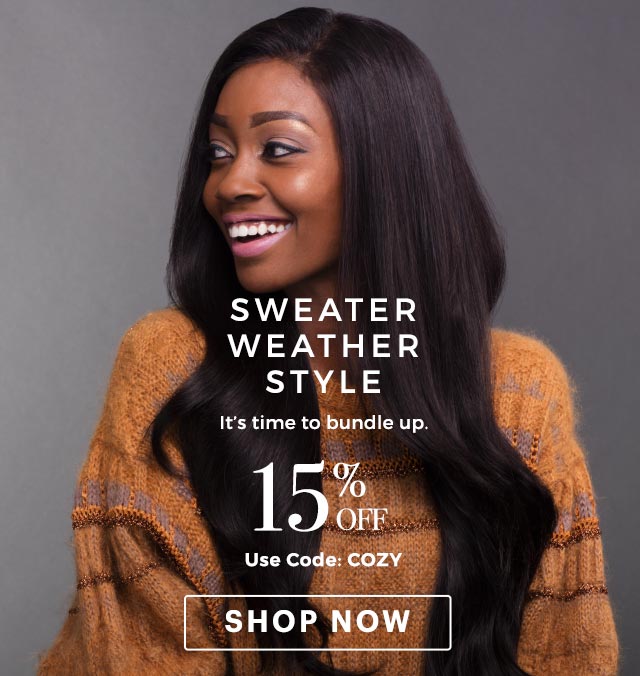 SWEATER
WEATHER
STYLE
It’s time to bundle up.
15% OFF
Use Code: COZY
SHOP NOW